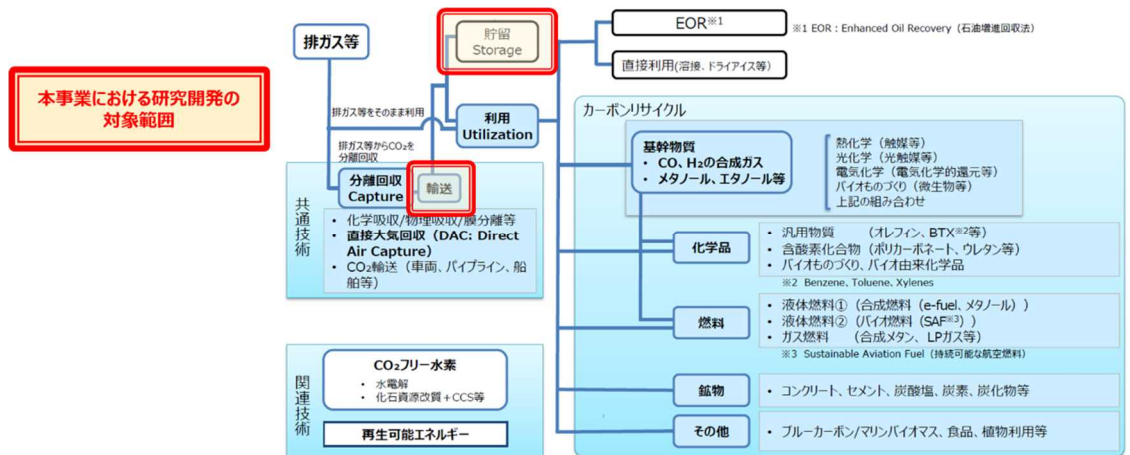 本事業における研究開発の
対象範囲
排ガス等
貯留
Storage
EOR※1
※1 EOR：Enhanced Oil Recovery（石油増進回収法）
直接利用(溶接、ドライアイス等）
排ガス等をそのまま利用
利用
Utilization
排ガス等からCO₂を
分離回収
共通技術
分離回収
Capture
輸送
• 化学吸収/物理吸収/膜分離等
• 直接大気回収（DAC: Direct
Air Capture）
• CO₂輸送（車両、パイプライン、船
舶等）
関連技術
CO₂フリー水素
• 水電解
• 化石資源改質＋CCS等
再生可能エネルギー
カーボンリサイクル
基幹物質
• CO、H₂の合成ガス
• メタノール、エタノール等
熱化学（触媒等）
光化学（光触媒等）
電気化学（電気化学的還元等）
バイオものづくり（微生物等）
上記の組み合わせ
化学品
• 汎用物質 （オレフィン、BTX※2等）
• 含酸素化合物（ポリカーボネート、ウレタン等）
• バイオものづくり、バイオ由来化学品
※2 Benzene、Toluene、Xylenes
燃料
• 液体燃料①（合成燃料（e-fuel、メタノール））
• 液体燃料②（バイオ燃料（SAF※3））
• ガス燃料 （合成メタン、LPガス等）
※3 Sustainable Aviation Fuel（持続可能な航空燃料）
鉱物
• コンクリート、セメント、炭酸塩、炭素、炭化物等
その他
• ブルーカーボン/マリンバイオマス、食品、植物利用等